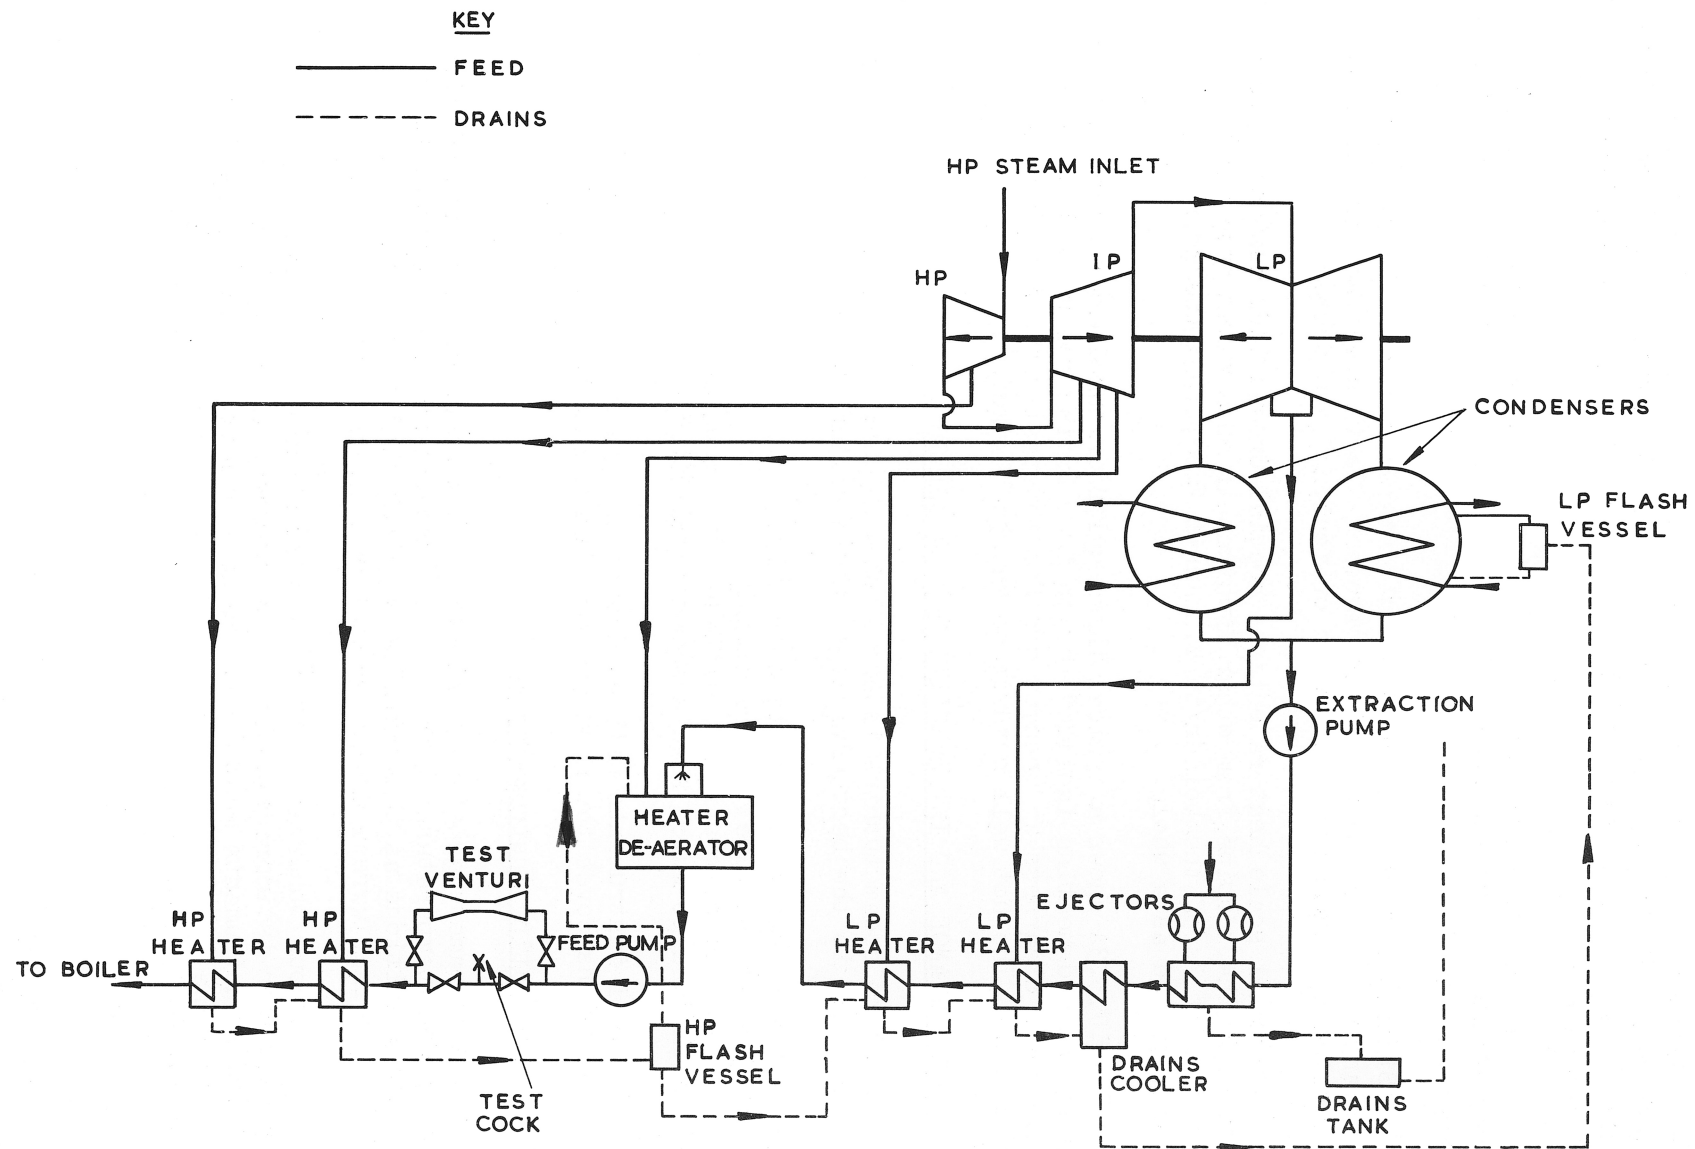 KEY
FEED
DRAINS
HP STEAM INLET
HP
IP
LP
CONDENSERS
LP FLASH
VESSEL
EXTRACTION
PUMP
HEATER
DE-AERATOR
TEST
VENTURI
EJECTORS
HP
HEATER
HP
HEATER
FEED PUMP
LP
HEATER
LP
HEATER
TO BOILER
HP
FLASH
VESSEL
DRAINS
COOLER
TEST
COCK
DRAINS
TANK